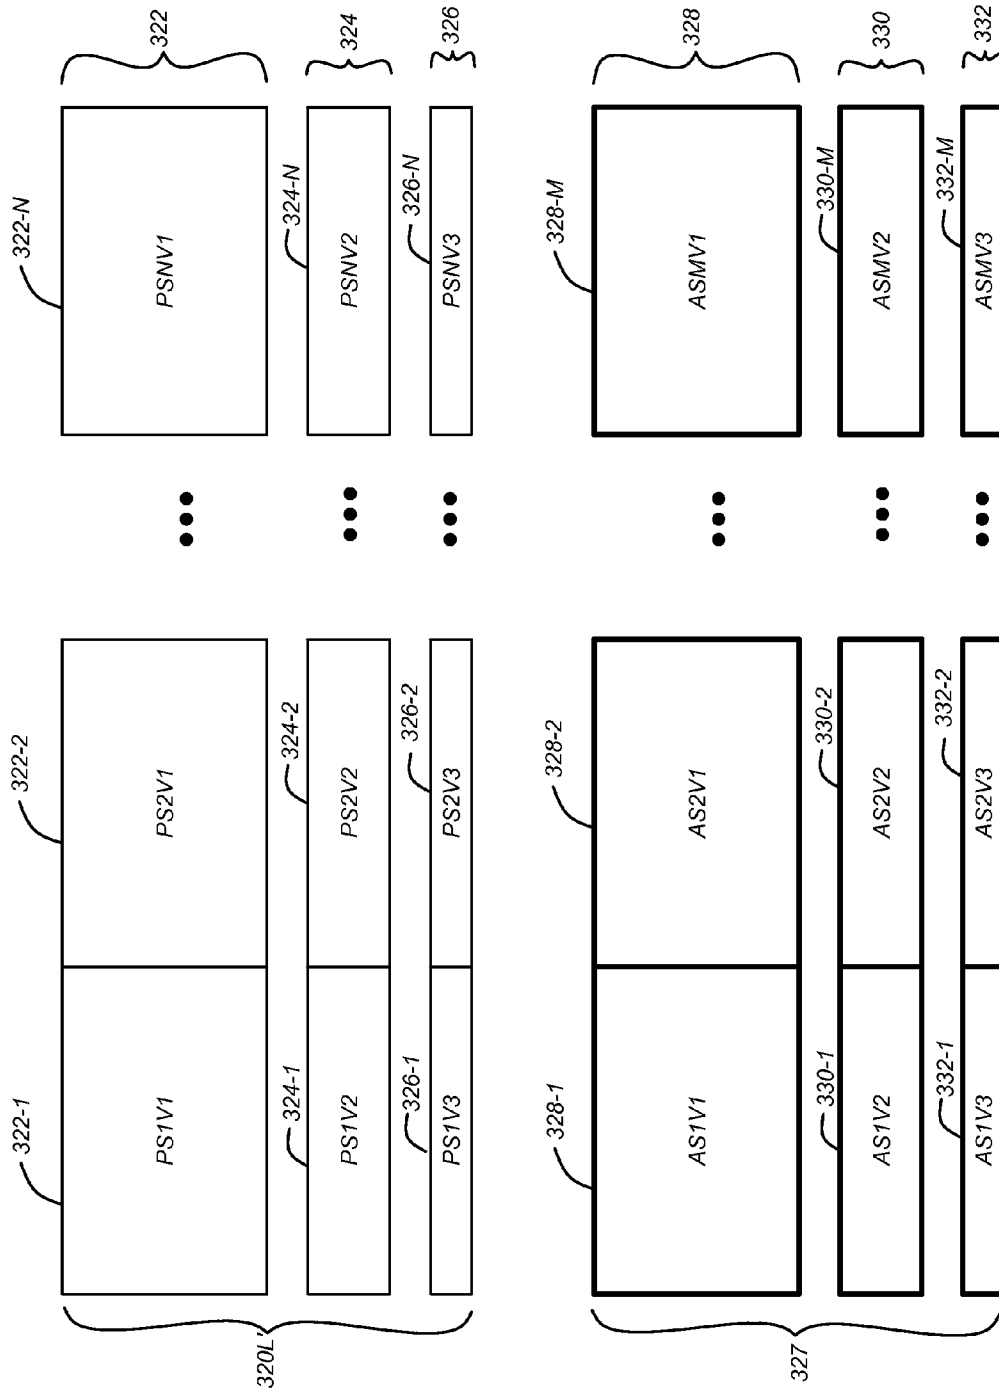 322-1 322-2 322-N
PS1V1 PS2V1 ••• PSNV1 322
320L'
324-1 324-2 324-N
PS1V2 PS2V2 ••• PSNV2 324
326-1 326-2 326-N
PS1V3 PS2V3 ••• PSNV3 326
328-1 328-2 328-M
AS1V1 AS2V1 ••• ASMV1 328
327
330-1 330-2 330-M
AS1V2 AS2V2 ••• ASMV2 330
332-1 332-2 332-M
AS1V3 AS2V3 ••• ASMV3 332